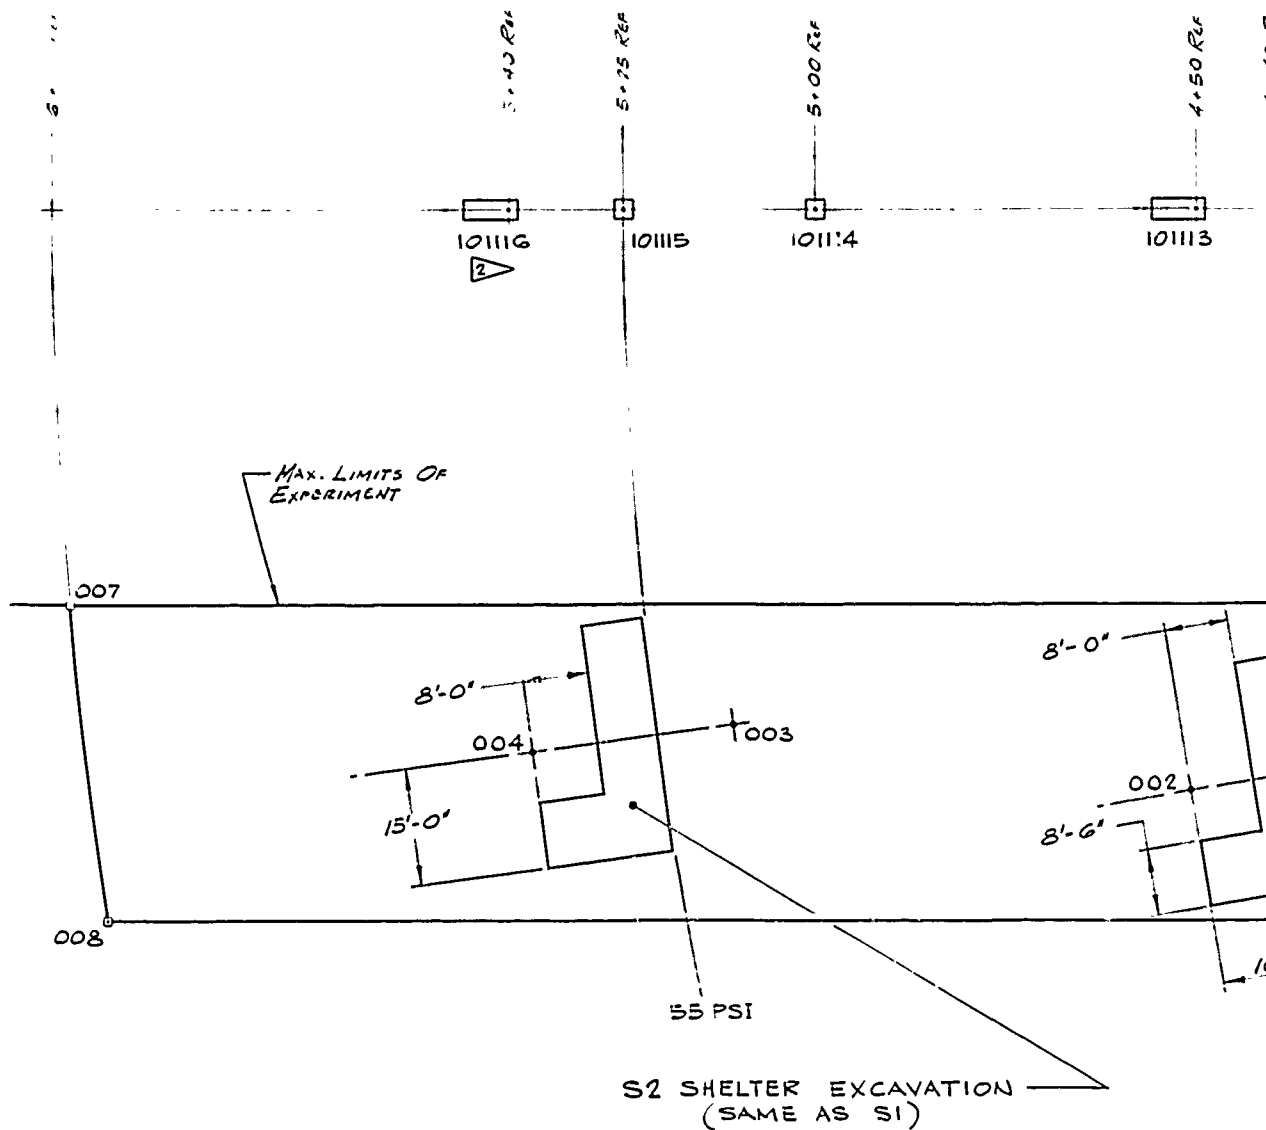 5+25 REF
5+00 REF
4+50 REF
101116
101115
101114
101113
2
MAX. LIMITS OF
EXPERIMENT
007
8'-0"
8'-0"
004
003
002
15'-0"
8'-6"
008
55 PSI
S2 SHELTER EXCAVATION
(SAME AS S1)